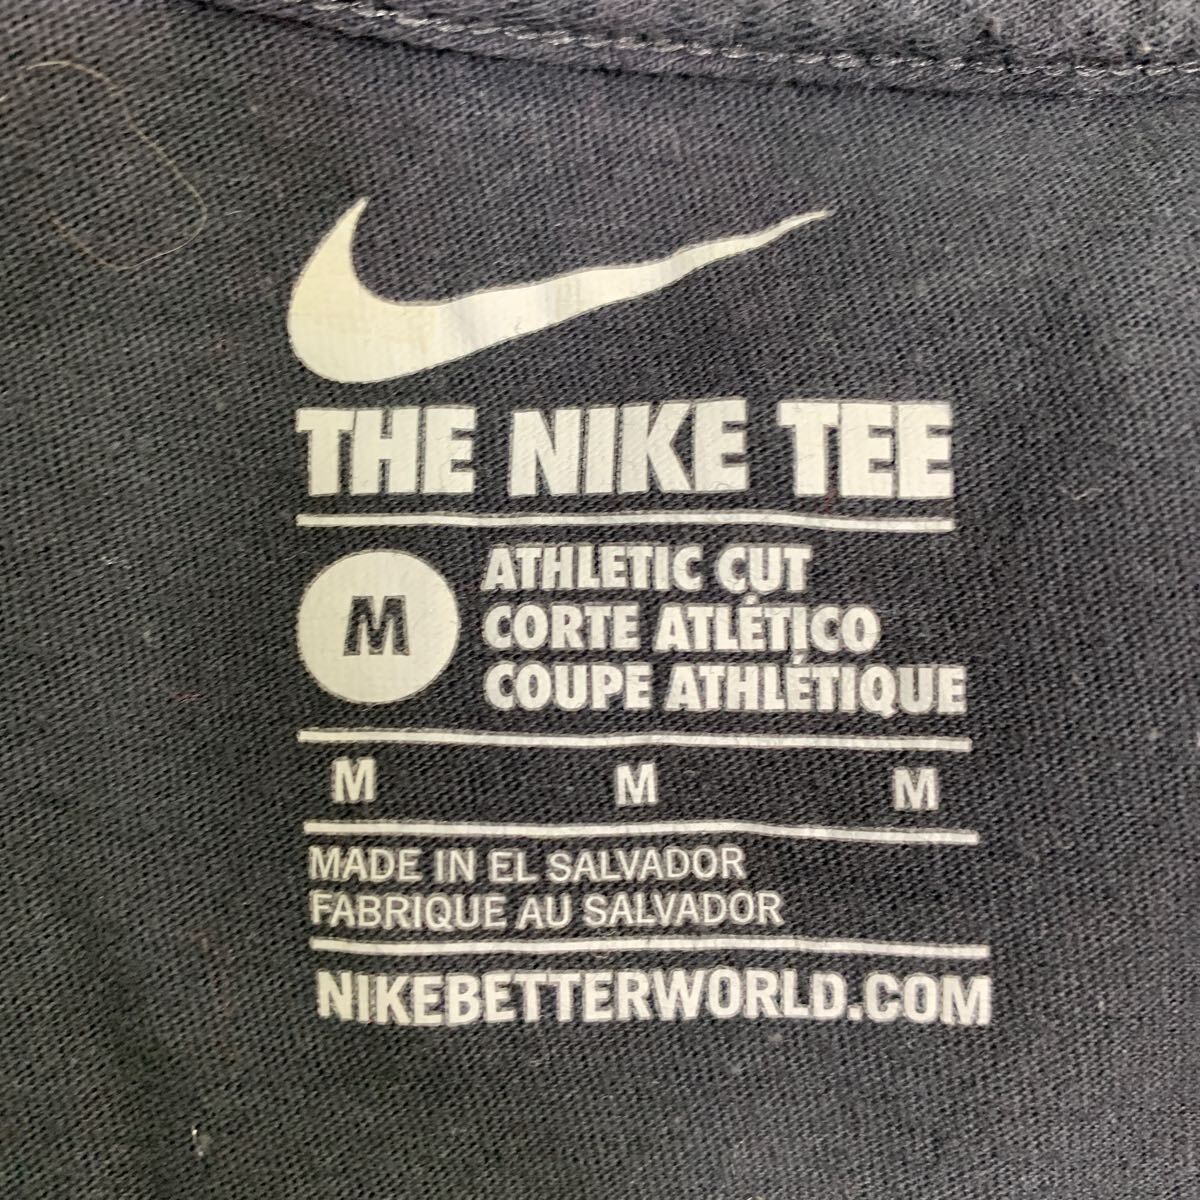 THE NIKE TEE
M
ATHLETIC CUT
CORTE ATLÉTICO
COUPE ATHLÉTIQUE
M M M
MADE IN EL SALVADOR
FABRIQUE AU SALVADOR
NIKEBETTERWORLD.COM